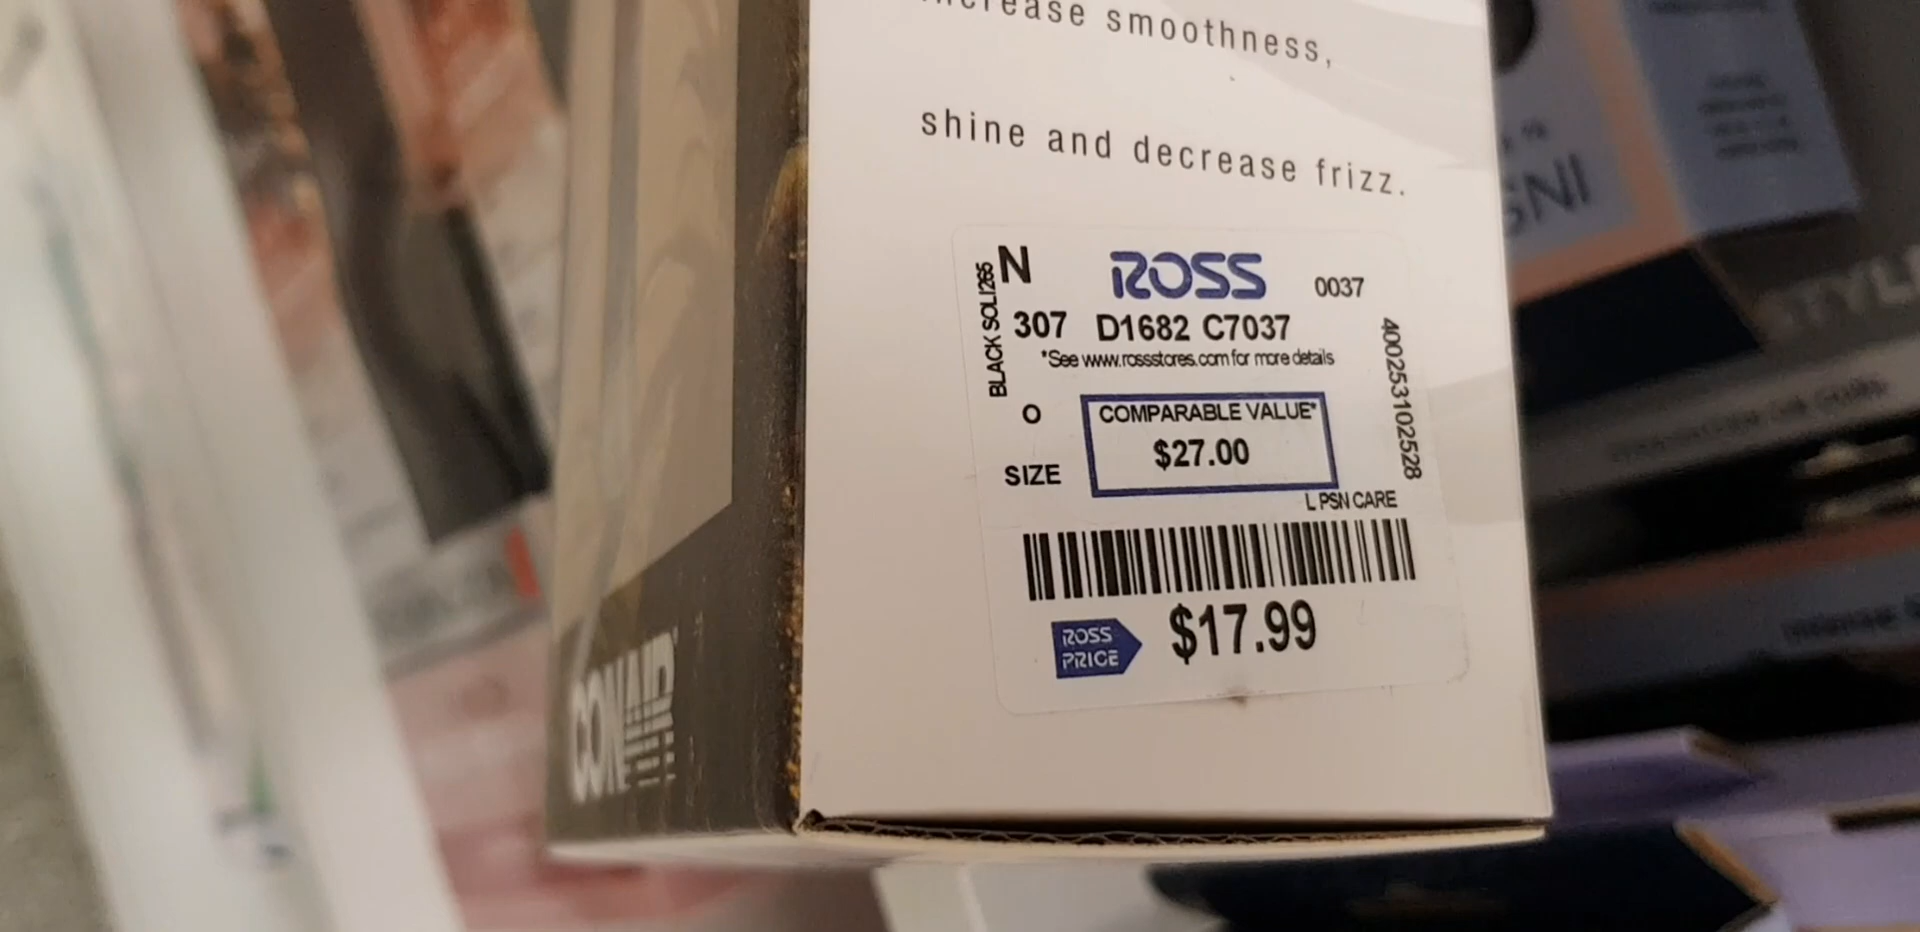 smoothness,
shine and decrease frizz.
N
ROSS
0037
BLACK SOLI265
307 D1682 C7037
*See www.rossstores.com for more details
400253102528
O
COMPARABLE VALUE*
$27.00
SIZE
L PSN CARE
ROSS
PRICE
$17.99
CONAIR